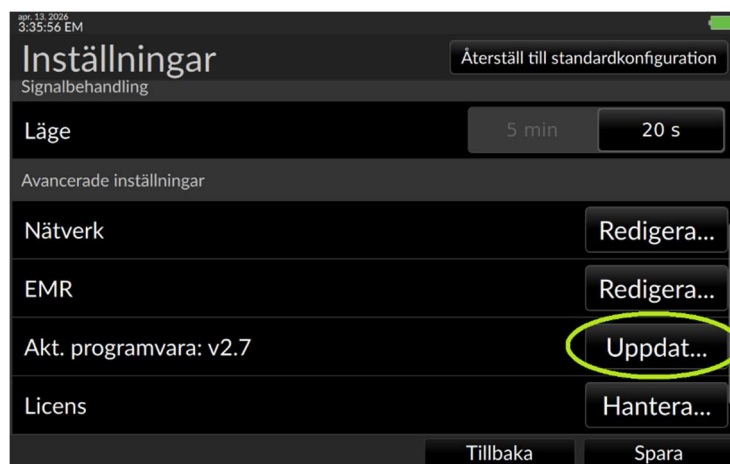 apr. 13, 2026
3:35:56 EM
Inställningar
Återställ till standardkonfiguration
Signalbehandling
Läge
5 min
20 s
Avancerade inställningar
Nätverk
Redigera...
EMR
Redigera...
Akt. programvara: v2.7
Uppdat...
Licens
Hantera...
Tillbaka
Spara